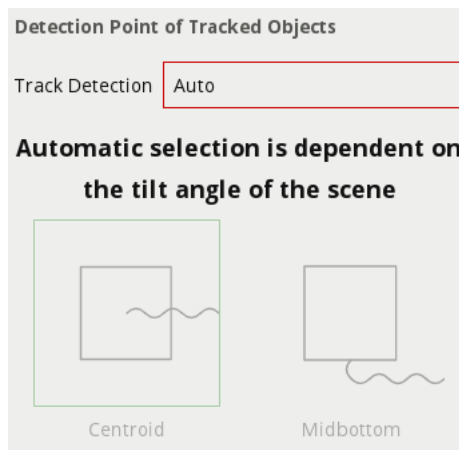 Detection Point of Tracked Objects
Track Detection Auto
Automatic selection is dependent on
the tilt angle of the scene
Centroid Midbottom